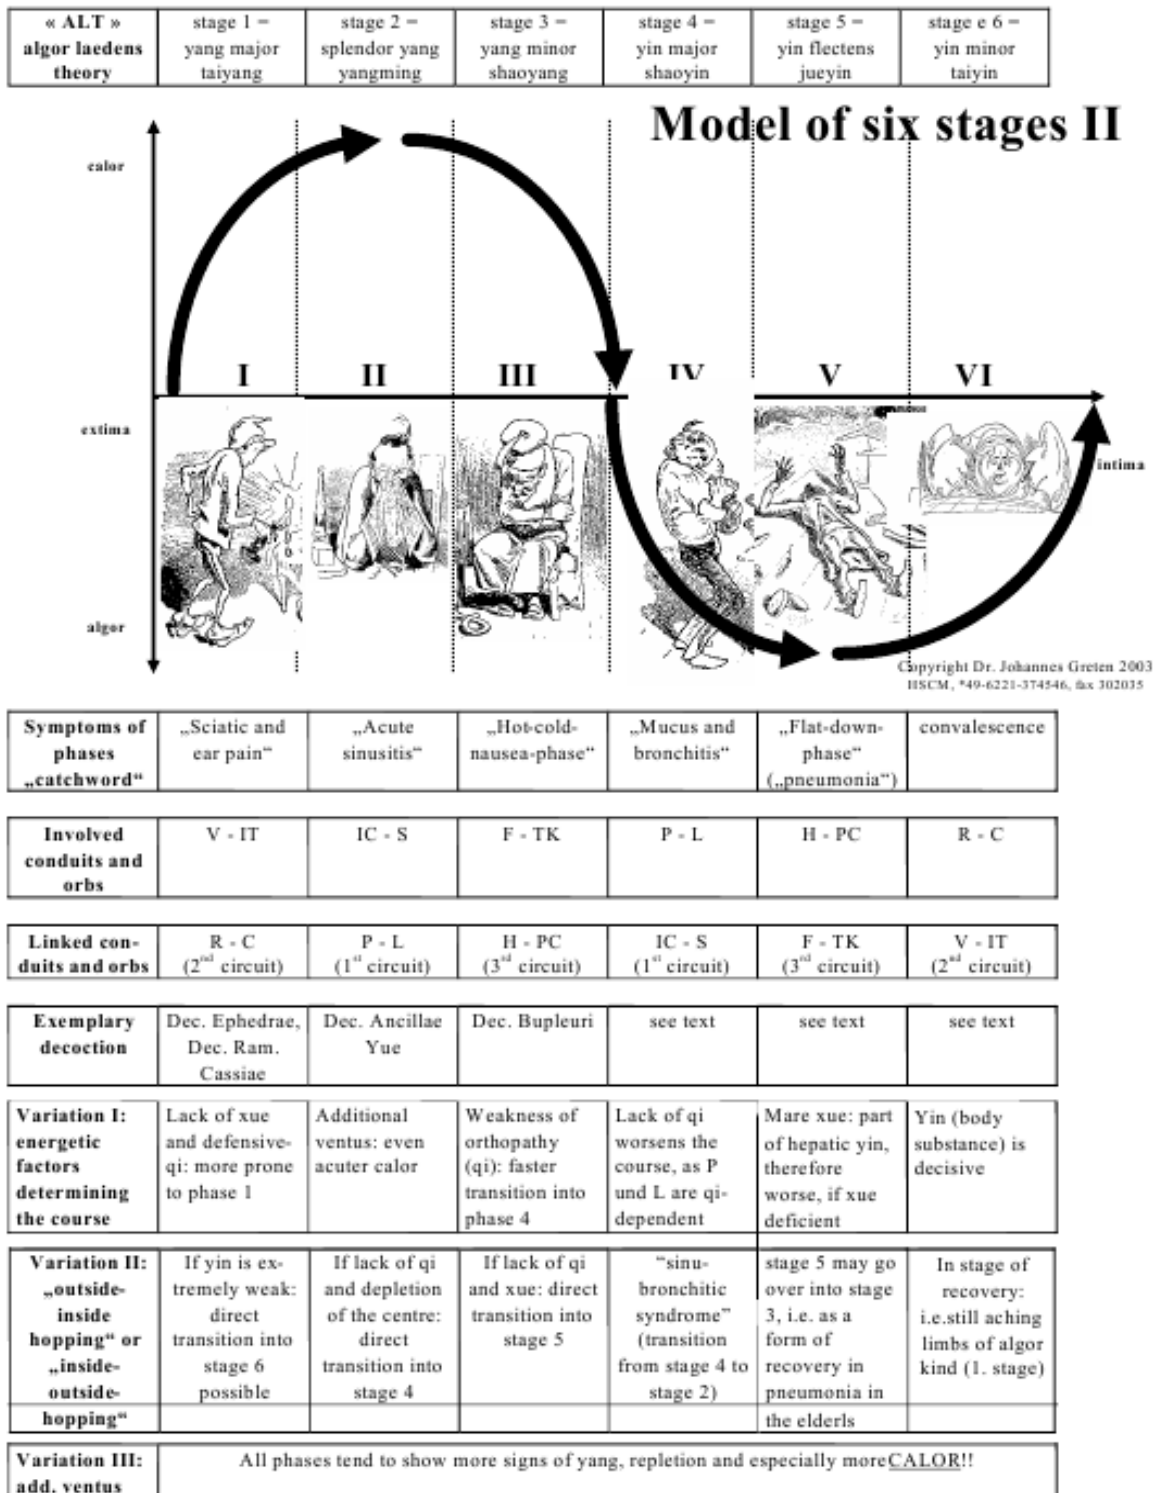 « ALT »
algor laedens
theory
stage 1 –
yang major
taiyang
stage 2 –
splendor yang
yangming
stage 3 –
yang minor
shaoyang
stage 4 –
yin major
shaoyin
stage 5 –
yin flectens
jueyin
stage e 6 –
yin minor
taiyin
Model of six stages II
calor
I
II
III
IV
V
VI
extima
intima
algor
Copyright Dr. Johannes Greten 2003
HSCM, *49-6221-374546, fax 302035
Symptoms of
phases
„catchword“
„Sciatic and
ear pain“
„Acute
sinusitis“
„Hot-cold-
nausea-phase“
„Mucus and
bronchitis“
„Flat-down-
phase“
(„pneumonia“)
convalescence
Involved
conduits and
orbs
V - IT
IC - S
F - TK
P - L
H - PC
R - C
Linked con-
duits and orbs
R - C
(2nd circuit)
P - L
(1st circuit)
H - PC
(3rd circuit)
IC - S
(1st circuit)
F - TK
(3rd circuit)
V - IT
(2nd circuit)
Exemplary
decoction
Dec. Ephedrae,
Dec. Ram.
Cassiae
Dec. Ancillae
Yue
Dec. Bupleuri
see text
see text
see text
Variation I:
energetic
factors
determining
the course
Lack of xue
and defensive-
qi: more prone
to phase 1
Additional
ventus: even
acuter calor
Weakness of
orthopathy
(qi): faster
transition into
phase 4
Lack of qi
worsens the
course, as P
und L are qi-
dependent
Mare xue: part
of hepatic yin,
therefore
worse, if xue
deficient
Yin (body
substance) is
decisive
Variation II:
„outside-
inside
hopping“ or
„inside-
outside-
hopping“
If yin is ex-
tremely weak:
direct
transition into
stage 6
possible
If lack of qi
and depletion
of the centre:
direct
transition into
stage 4
If lack of qi
and xue: direct
transition into
stage 5
“sinu-
bronchitic
syndrome”
(transition
from stage 4 to
stage 2)
stage 5 may go
over into stage
3, i.e. as a
form of
recovery in
pneumonia in
the elderls
In stage of
recovery:
i.e.still aching
limbs of algor
kind (1. stage)
Variation III:
add. ventus
All phases tend to show more signs of yang, repletion and especially more CALOR!!